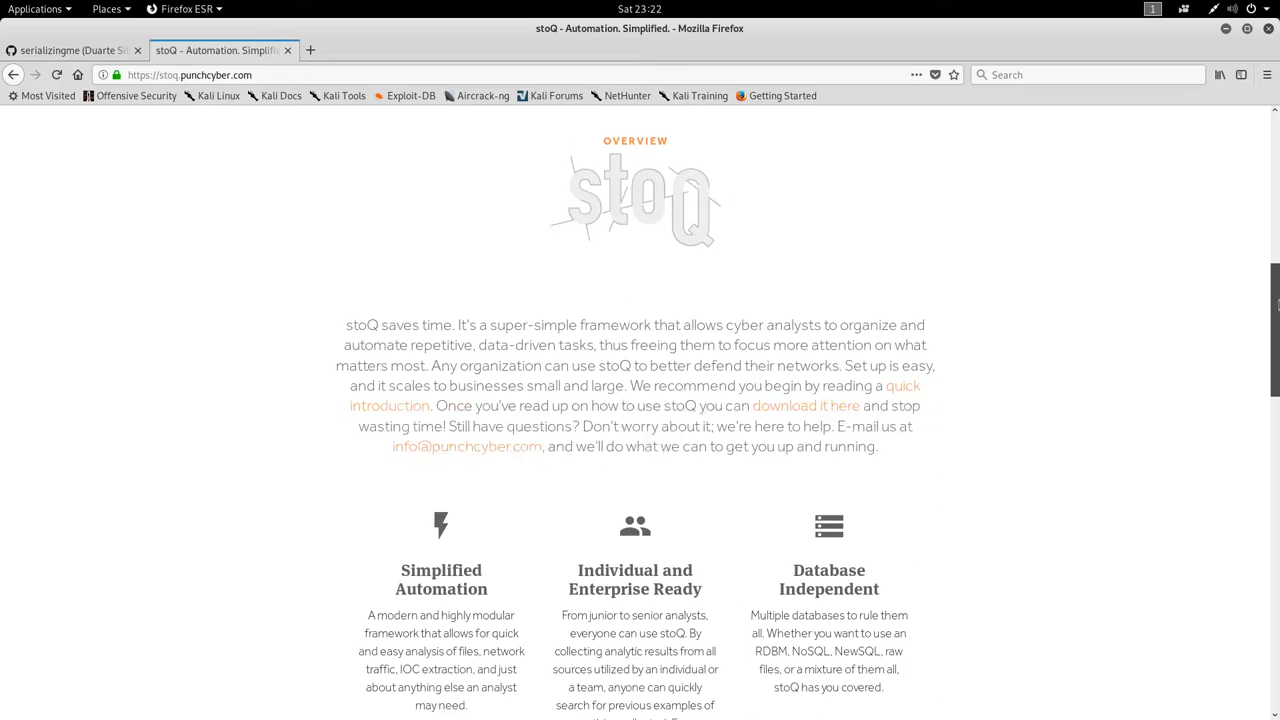 Applications
Places
Firefox ESR
Sat 23:22
1
stoQ - Automation. Simplified. - Mozilla Firefox
serializingme (Duarte Sil
stoQ - Automation. Simplifi
https://stoq.punchcyber.com
Search
Most Visited
Offensive Security
Kali Linux
Kali Docs
Kali Tools
Exploit-DB
Aircrack-ng
Kali Forums
NetHunter
Kali Training
Getting Started
OVERVIEW
stoQ
stoQ saves time. It's a super-simple framework that allows cyber analysts to organize and
automate repetitive, data-driven tasks, thus freeing them to focus more attention on what
matters most. Any organization can use stoQ to better defend their networks. Set up is easy,
and it scales to businesses small and large. We recommend you begin by reading a quick
introduction. Once you've read up on how to use stoQ you can download it here and stop
wasting time! Still have questions? Don't worry about it; we're here to help. E-mail us at
info@punchcyber.com, and we'll do what we can to get you up and running.
Simplified
Automation
A modern and highly modular
framework that allows for quick
and easy analysis of files, network
traffic, IOC extraction, and just
about anything else an analyst
may need.
Individual and
Enterprise Ready
From junior to senior analysts,
everyone can use stoQ. By
collecting analytic results from all
sources utilized by an individual or
a team, anyone can quickly
search for previous examples of
Database
Independent
Multiple databases to rule them
all. Whether you want to use an
RDBM, NoSQL, NewSQL, raw
files, or a mixture of them all,
stoQ has you covered.